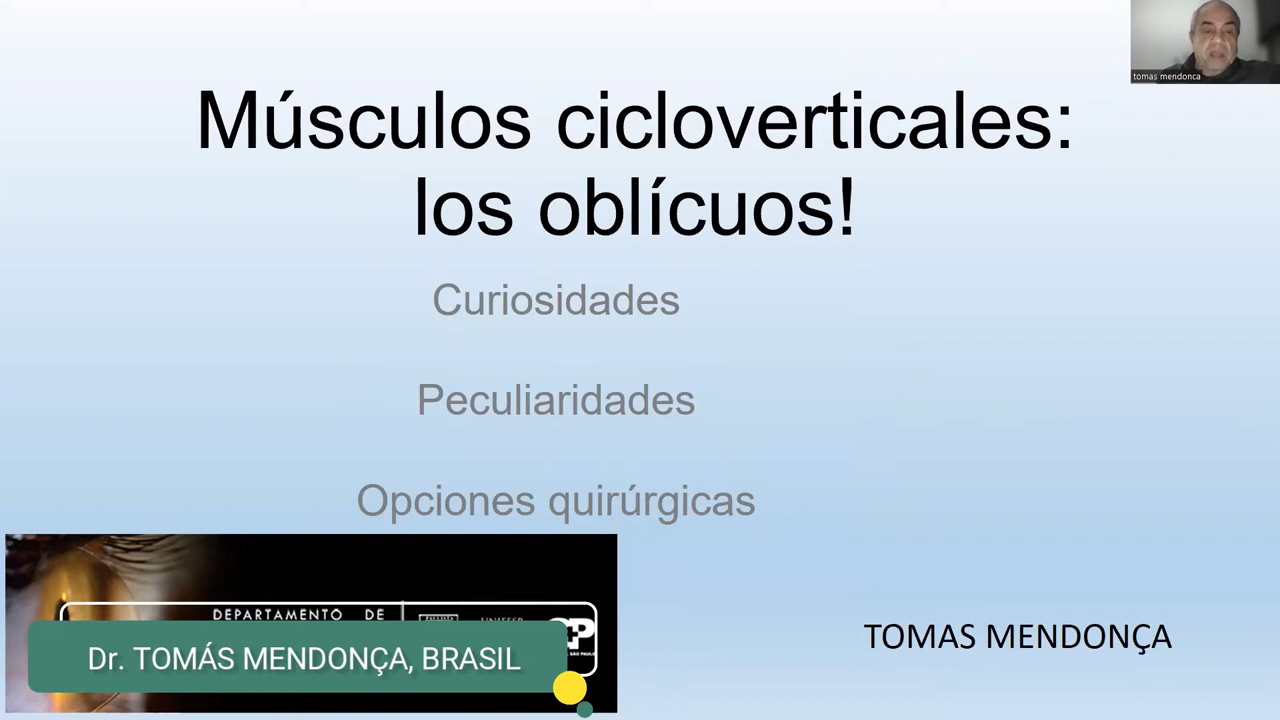 tomas mendonca
Músculos cicloverticales:
los oblícuos!
Curiosidades
Peculiaridades
Opciones quirúrgicas
DEPARTAMENTO DE
TOMAS MENDONÇA
Dr. TOMÁS MENDONÇA, BRASIL